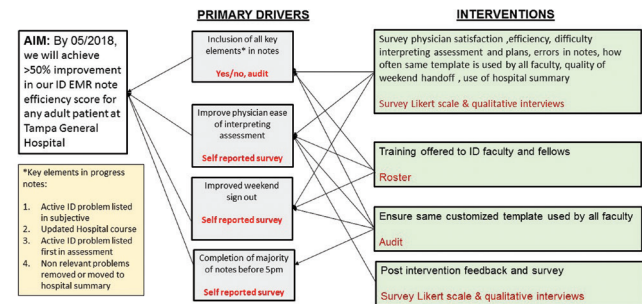 PRIMARY DRIVERS
INTERVENTIONS
AIM: By 05/2018,
we will achieve
>50% improvement
in our ID EMR note
efficiency score for
any adult patient at
Tampa General
Hospital
*Key elements in progress
notes:
1. Active ID problem listed
in subjective
2. Updated Hospital course
3. Active ID problem listed
first in assessment
4. Non relevant problems
removed or moved to
hospital summary
Inclusion of all key
elements* in notes
Yes/no, audit
Improve physician ease
of interpreting
assessment
Self reported survey
Improved weekend
sign out
Self reported survey
Completion of majority
of notes before 5pm
Self reported survey
Survey physician satisfaction ,efficiency, difficulty
interpreting assessment and plans, errors in notes, how
often same template is used by all faculty, quality of
weekend handoff , use of hospital summary
Survey Likert scale & qualitative interviews
Training offered to ID faculty and fellows
Roster
Ensure same customized template used by all faculty
Audit
Post intervention feedback and survey
Survey Likert scale & qualitative interviews